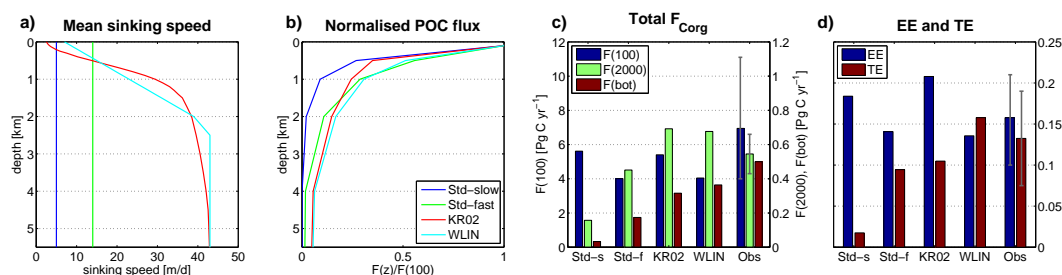 a) Mean sinking speed
0
1
2
3
4
5
depth [km]
0 10 20 30 40 50
sinking speed [m/d]
b) Normalised POC flux
0
1
2
3
4
5
depth [km]
Std−slow
Std−fast
KR02
WLIN
0 0.5 1
F(z)/F(100)
c) Total F_Corg
12
10
8
6
4
2
0
F(100) [Pg C yr⁻¹]
F(100)
F(2000)
F(bot)
1.2
1
0.8
0.6
0.4
0.2
0
F(2000), F(bot) [Pg C yr⁻¹]
Std−s Std−f KR02 WLIN Obs
d) EE and TE
EE
TE
0.25
0.2
0.15
0.1
0.05
0
Std−s Std−f KR02 WLIN Obs